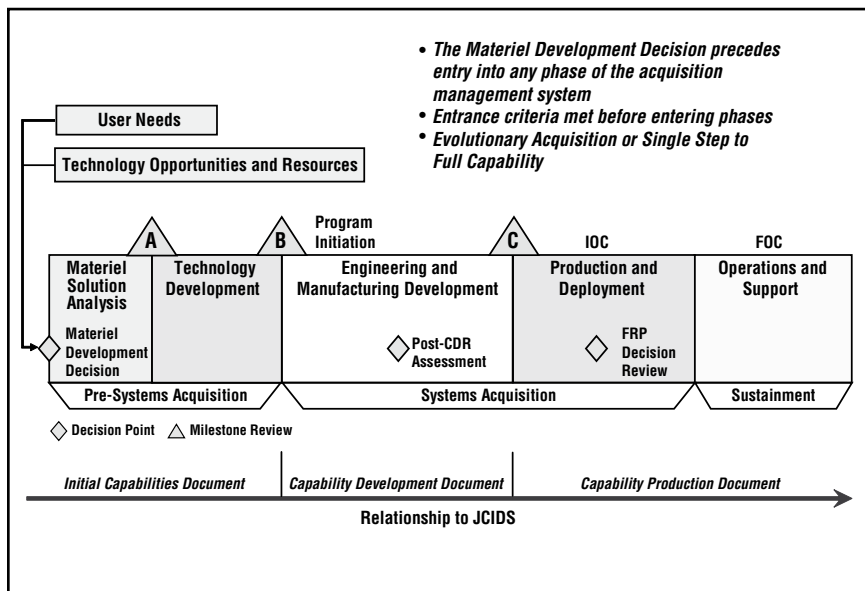 • The Materiel Development Decision precedes
entry into any phase of the acquisition
management system
• Entrance criteria met before entering phases
• Evolutionary Acquisition or Single Step to
Full Capability
User Needs
Technology Opportunities and Resources
A
B
Program
Initiation
C
IOC
FOC
Materiel
Solution
Analysis
Technology
Development
Engineering and
Manufacturing Development
Production and
Deployment
Operations and
Support
Materiel
Development
Decision
Post-CDR
Assessment
FRP
Decision
Review
Pre-Systems Acquisition
Systems Acquisition
Sustainment
Decision Point
Milestone Review
Initial Capabilities Document
Capability Development Document
Capability Production Document
Relationship to JCIDS